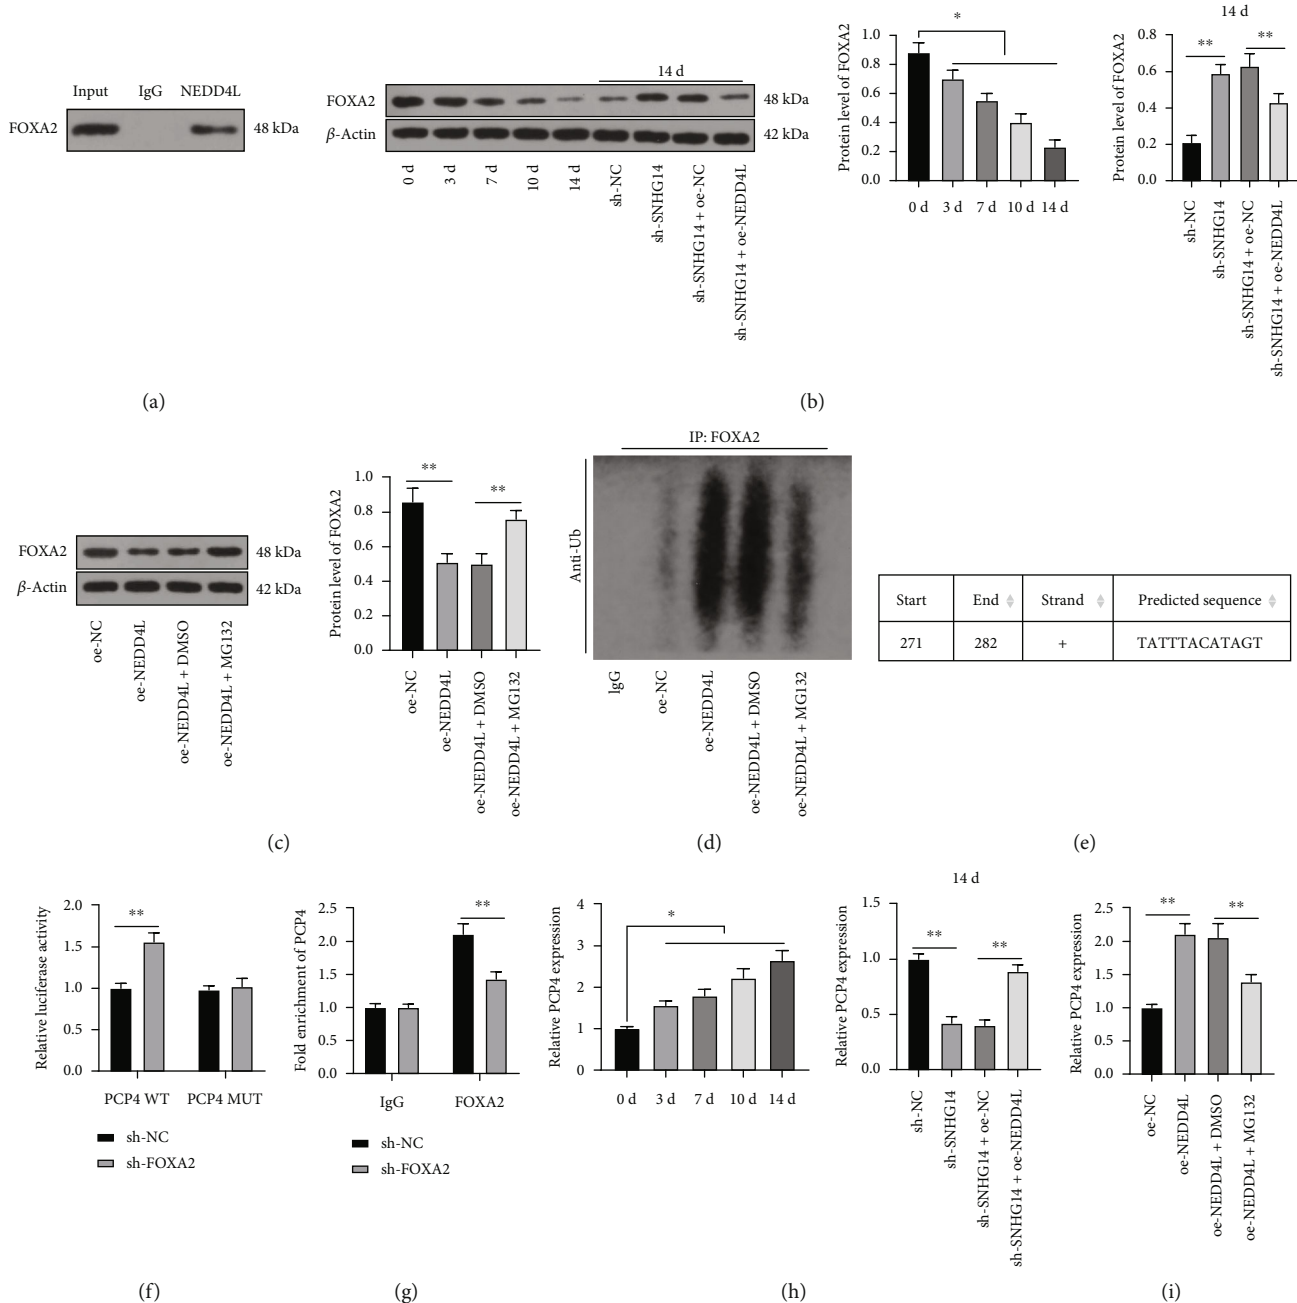 Input IgG NEDD4L
FOXA2 48 kDa
(a)
14 d
FOXA2 48 kDa
β-Actin 42 kDa
0 d 3 d 7 d 10 d 14 d sh-NC sh-SNHG14 sh-SNHG14 + oe-NC sh-SNHG14 + oe-NEDD4L
Protein level of FOXA2
1.0
0.8
0.6
0.4
0.2
0.0
*
0 d 3 d 7 d 10 d 14 d
14 d
Protein level of FOXA2
0.8
0.6
0.4
0.2
0.0
** **
sh-NC sh-SNHG14 sh-SNHG14 + oe-NC sh-SNHG14 + oe-NEDD4L
(b)
FOXA2 48 kDa
β-Actin 42 kDa
oe-NC oe-NEDD4L oe-NEDD4L + DMSO oe-NEDD4L + MG132
Protein level of FOXA2
1.0
0.8
0.6
0.4
0.2
0.0
** **
oe-NC oe-NEDD4L oe-NEDD4L + DMSO oe-NEDD4L + MG132
(c)
IP: FOXA2
Anti-Ub
IgG oe-NC oe-NEDD4L oe-NEDD4L + DMSO oe-NEDD4L + MG132
(d)
Start End Strand Predicted sequence
271 282 + TATTTACATAGT
(e)
Relative luciferase activity
2.0
1.5
1.0
0.5
0.0
**
PCP4 WT PCP4 MUT
sh-NC
sh-FOXA2
(f)
Fold enrichment of PCP4
2.5
2.0
1.5
1.0
0.5
0.0
**
IgG FOXA2
sh-NC
sh-FOXA2
(g)
Relative PCP4 expression
4
3
2
1
0
*
0 d 3 d 7 d 10 d 14 d
14 d
Relative PCP4 expression
1.5
1.0
0.5
0.0
** **
sh-NC sh-SNHG14 sh-SNHG14 + oe-NC sh-SNHG14 + oe-NEDD4L
(h)
Relative PCP4 expression
2.5
2.0
1.5
1.0
0.5
0
** **
oe-NC oe-NEDD4L oe-NEDD4L + DMSO oe-NEDD4L + MG132
(i)